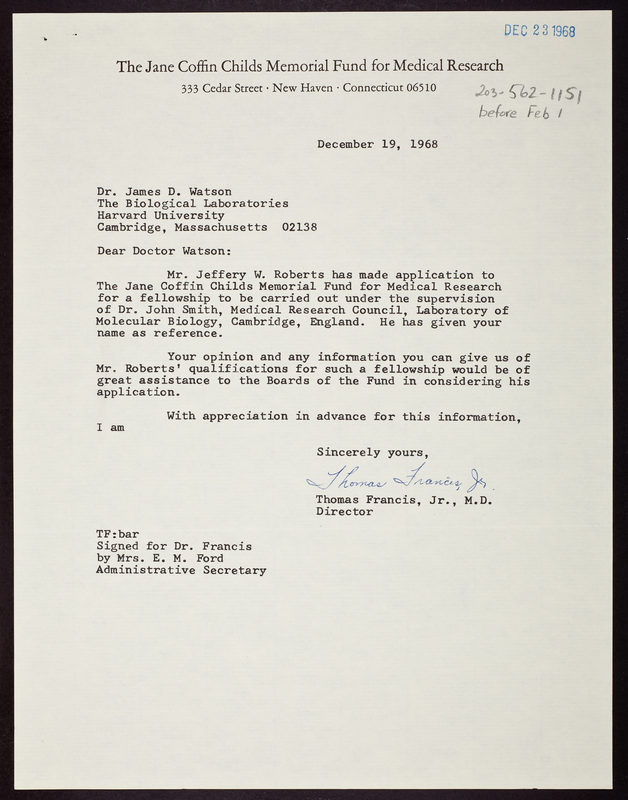 DEC 23 1968
The Jane Coffin Childs Memorial Fund for Medical Research
333 Cedar Street · New Haven · Connecticut 06510
203-562-1151
before Feb 1
December 19, 1968
Dr. James D. Watson
The Biological Laboratories
Harvard University
Cambridge, Massachusetts 02138
Dear Doctor Watson:
Mr. Jeffery W. Roberts has made application to
The Jane Coffin Childs Memorial Fund for Medical Research
for a fellowship to be carried out under the supervision
of Dr. John Smith, Medical Research Council, Laboratory of
Molecular Biology, Cambridge, England. He has given your
name as reference.
Your opinion and any information you can give us of
Mr. Roberts' qualifications for such a fellowship would be of
great assistance to the Boards of the Fund in considering his
application.
With appreciation in advance for this information,
I am
Sincerely yours,
Thomas Francis, Jr.
Thomas Francis, Jr., M.D.
Director
TF:bar
Signed for Dr. Francis
by Mrs. E. M. Ford
Administrative Secretary